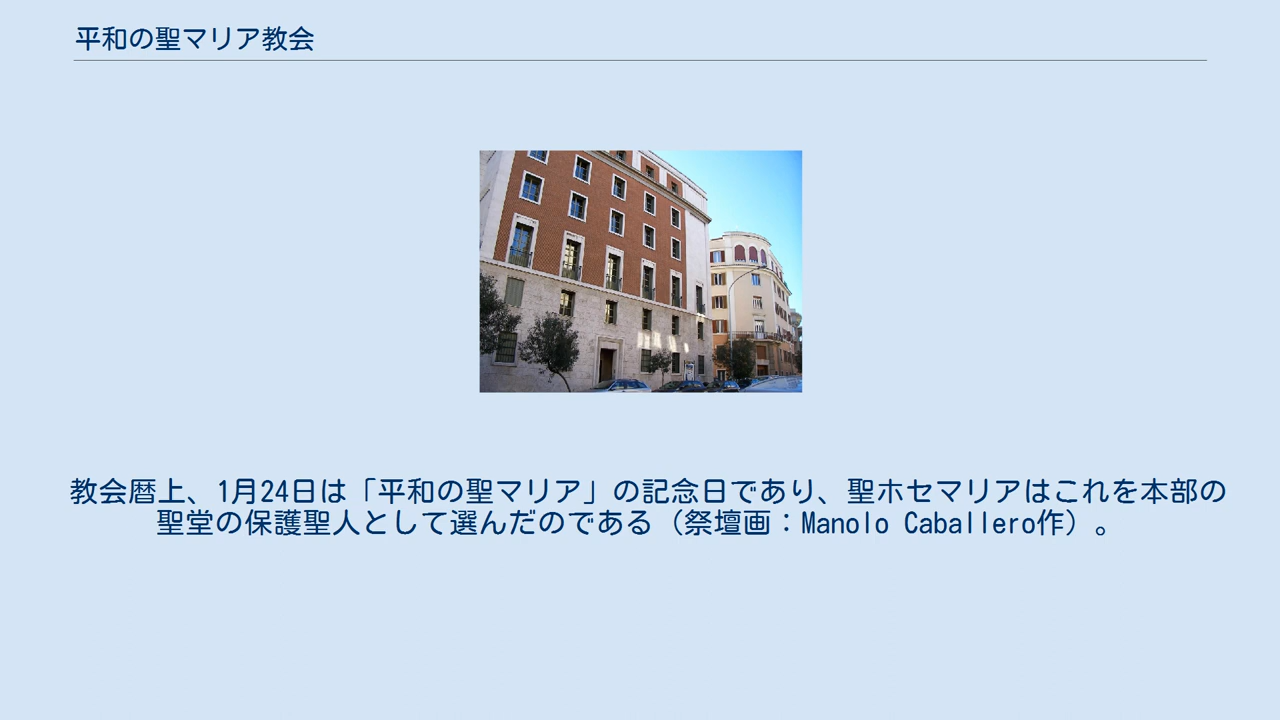 平和の聖マリア教会
教会暦上、1月24日は「平和の聖マリア」の記念日であり、聖ホセマリアはこれを本部の
聖堂の保護聖人として選んだのである（祭壇画：Manolo Caballero作）。